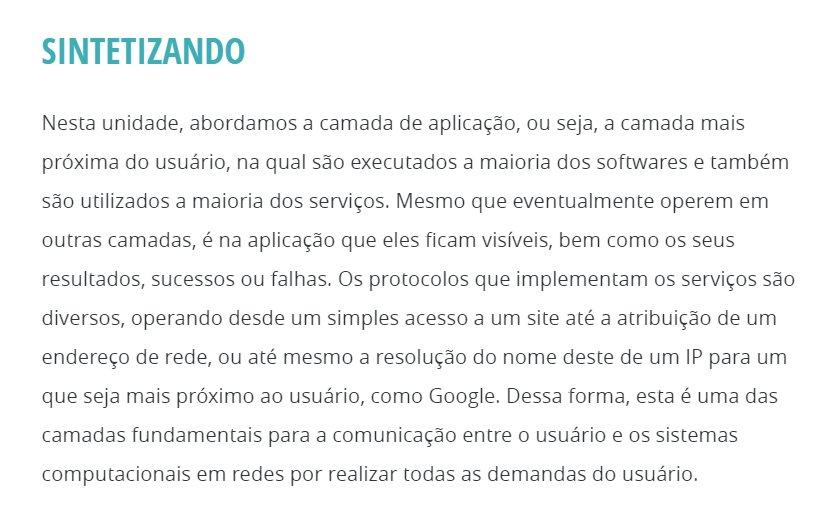 SINTETIZANDO
Nesta unidade, abordamos a camada de aplicação, ou seja, a camada mais
próxima do usuário, na qual são executados a maioria dos softwares e também
são utilizados a maioria dos serviços. Mesmo que eventualmente operem em
outras camadas, é na aplicação que eles ficam visíveis, bem como os seus
resultados, sucessos ou falhas. Os protocolos que implementam os serviços são
diversos, operando desde um simples acesso a um site até a atribuição de um
endereço de rede, ou até mesmo a resolução do nome deste de um IP para um
que seja mais próximo ao usuário, como Google. Dessa forma, esta é uma das
camadas fundamentais para a comunicação entre o usuário e os sistemas
computacionais em redes por realizar todas as demandas do usuário.